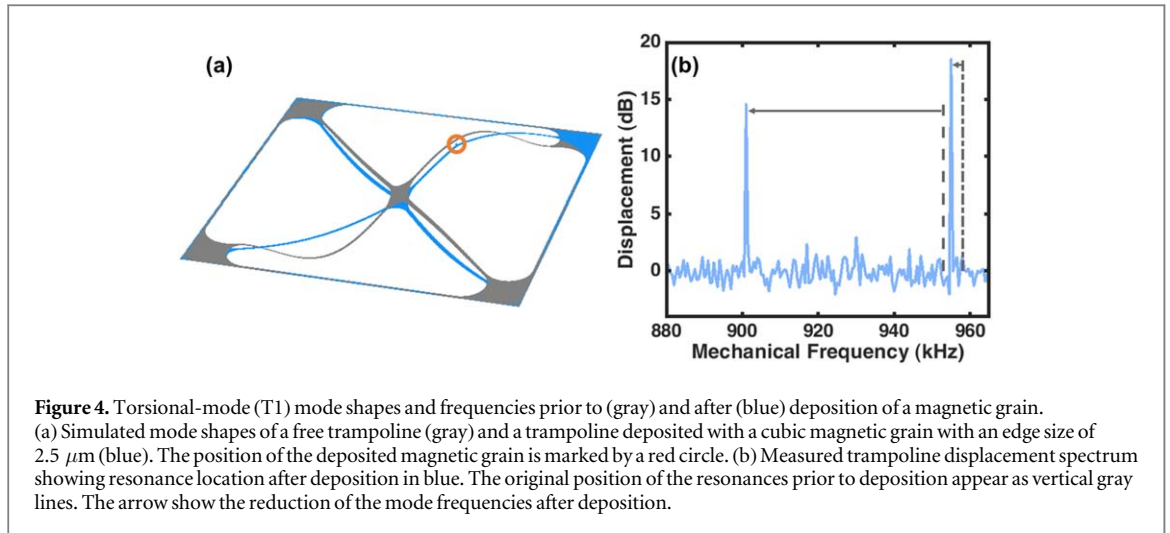 (a)
(b)
20
15
10
5
0
Displacement (dB)
880 900 920 940 960
Mechanical Frequency (kHz)
Figure 4. Torsional-mode (T1) mode shapes and frequencies prior to (gray) and after (blue) deposition of a magnetic grain.
(a) Simulated mode shapes of a free trampoline (gray) and a trampoline deposited with a cubic magnetic grain with an edge size of
2.5 μm (blue). The position of the deposited magnetic grain is marked by a red circle. (b) Measured trampoline displacement spectrum
showing resonance location after deposition in blue. The original position of the resonances prior to deposition appear as vertical gray
lines. The arrow show the reduction of the mode frequencies after deposition.